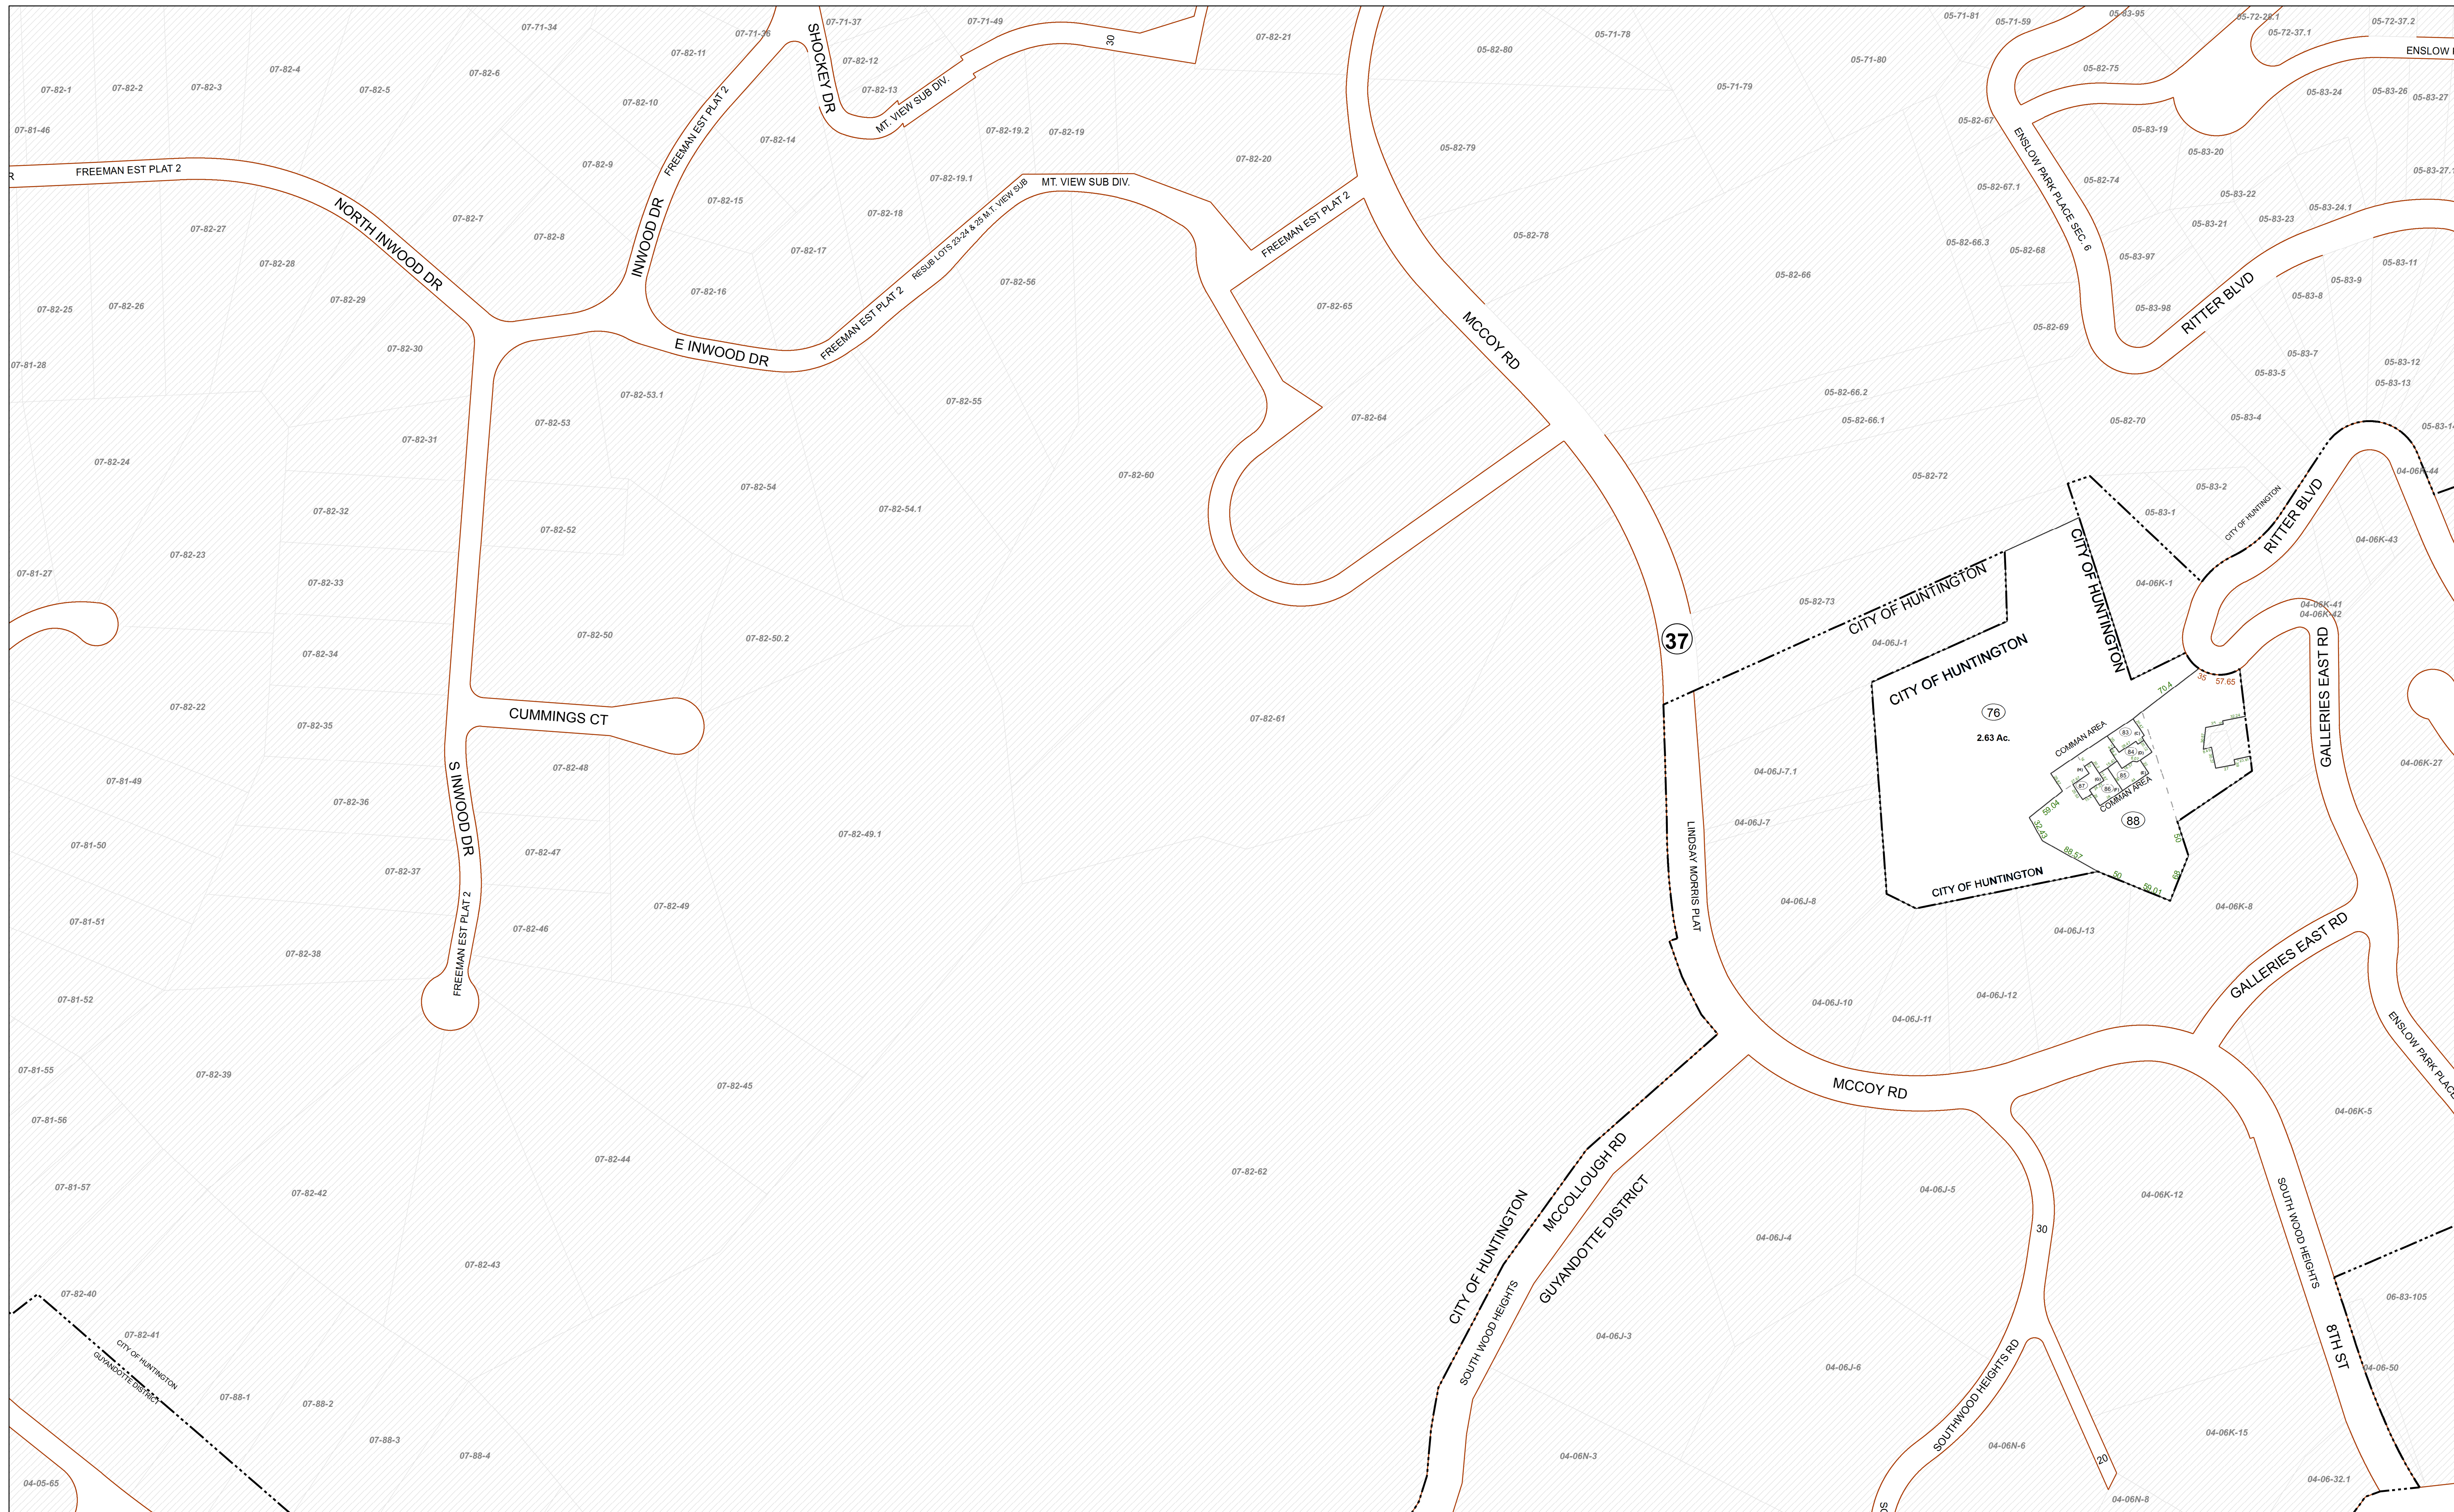 07-71-34
07-71-36
07-71-37
07-71-49
07-82-21
05-82-80
05-71-78
05-71-81
05-71-59
05-83-95
05-72-28.1
05-72-37.1
05-72-37.2
ENSLOW
07-82-1
07-82-2
07-82-3
07-82-4
07-82-5
07-82-6
07-82-11
07-82-10
SHOCKEY DR
07-82-12
07-82-13
MT. VIEW SUB DIV.
30
05-71-79
05-71-80
05-82-75
05-83-24
05-83-26
05-83-27
07-81-46
FREEMAN EST PLAT 2
R
07-82-9
FREEMAN EST PLAT 2
07-82-14
07-82-19.2
07-82-19
07-82-20
05-82-79
05-82-67
05-83-19
05-83-20
07-82-19.1
MT. VIEW SUB DIV.
05-82-67.1
ENSLOW PARK PLACE SEC. 6
05-82-74
05-83-22
05-83-27.1
07-82-27
NORTH INWOOD DR
07-82-7
07-82-8
INWOOD DR
07-82-15
07-82-18
07-82-17
RESUB LOTS 23-24 & 25 M.T. VIEW SUB
FREEMAN EST PLAT 2
05-82-78
05-83-21
05-83-23
05-83-24.1
05-82-66.3
05-82-68
05-83-97
05-83-11
07-82-28
07-82-29
07-82-16
07-82-56
07-82-65
05-82-66
05-83-9
05-83-8
RITTER BLVD
05-83-98
07-82-25
07-82-26
07-82-30
E INWOOD DR
FREEMAN EST PLAT 2
MCCOY RD
05-82-69
05-83-7
05-83-5
05-83-12
05-83-13
07-81-28
07-82-53.1
07-82-53
07-82-55
07-82-64
05-82-66.2
05-82-66.1
05-82-70
05-83-4
05-83-14
07-82-31
07-82-24
07-82-54
07-82-60
05-82-72
05-83-2
05-83-1
04-06K-44
CITY OF HUNTINGTON
RITTER BLVD
07-82-32
07-82-52
07-82-54.1
04-06K-43
07-82-23
07-81-27
07-82-33
CITY OF HUNTINGTON
CITY OF HUNTINGTON
04-06K-1
05-82-73
04-06K-41
04-06K-42
07-82-50
07-82-50.2
37
04-06J-1
CITY OF HUNTINGTON
GALLERIES EAST RD
07-82-34
07-82-22
07-82-35
CUMMINGS CT
07-82-61
76
2.63 Ac.
70.4
35
57.65
COMMAN AREA
83
84
85
86
87
COMMAN AREA
88
59.04
32.43
88.57
50
59.01
68
50
07-81-49
07-82-48
04-06J-7.1
04-06K-27
07-82-36
S INWOOD DR
07-82-49.1
04-06J-7
LINDSAY MORRIS PLAT
07-81-50
07-82-47
07-82-37
CITY OF HUNTINGTON
07-82-49
04-06J-8
04-06K-8
07-81-51
FREEMAN EST PLAT 2
07-82-46
04-06J-13
GALLERIES EAST RD
07-82-38
07-81-52
04-06J-10
04-06J-12
04-06J-11
ENSLOW PARK PLACE
07-81-55
07-82-39
07-82-45
MCCOY RD
04-06K-5
07-81-56
07-82-44
07-82-62
MCCOLLOUGH RD
07-81-57
07-82-42
04-06J-5
04-06K-12
SOUTH WOOD HEIGHTS
CITY OF HUNTINGTON
GUYANDOTTE DISTRICT
04-06J-4
30
07-82-43
07-82-40
SOUTH WOOD HEIGHTS
06-83-105
07-82-41
CITY OF HUNTINGTON
GUYANDOTTE DISTRICT
04-06J-3
8TH ST
04-06J-6
04-06-50
07-88-1
07-88-2
SOUTHWOOD HEIGHTS RD
07-88-3
07-88-4
04-06N-3
04-06N-6
20
04-06K-15
04-05-65
04-06-32.1
04-06N-8
SO